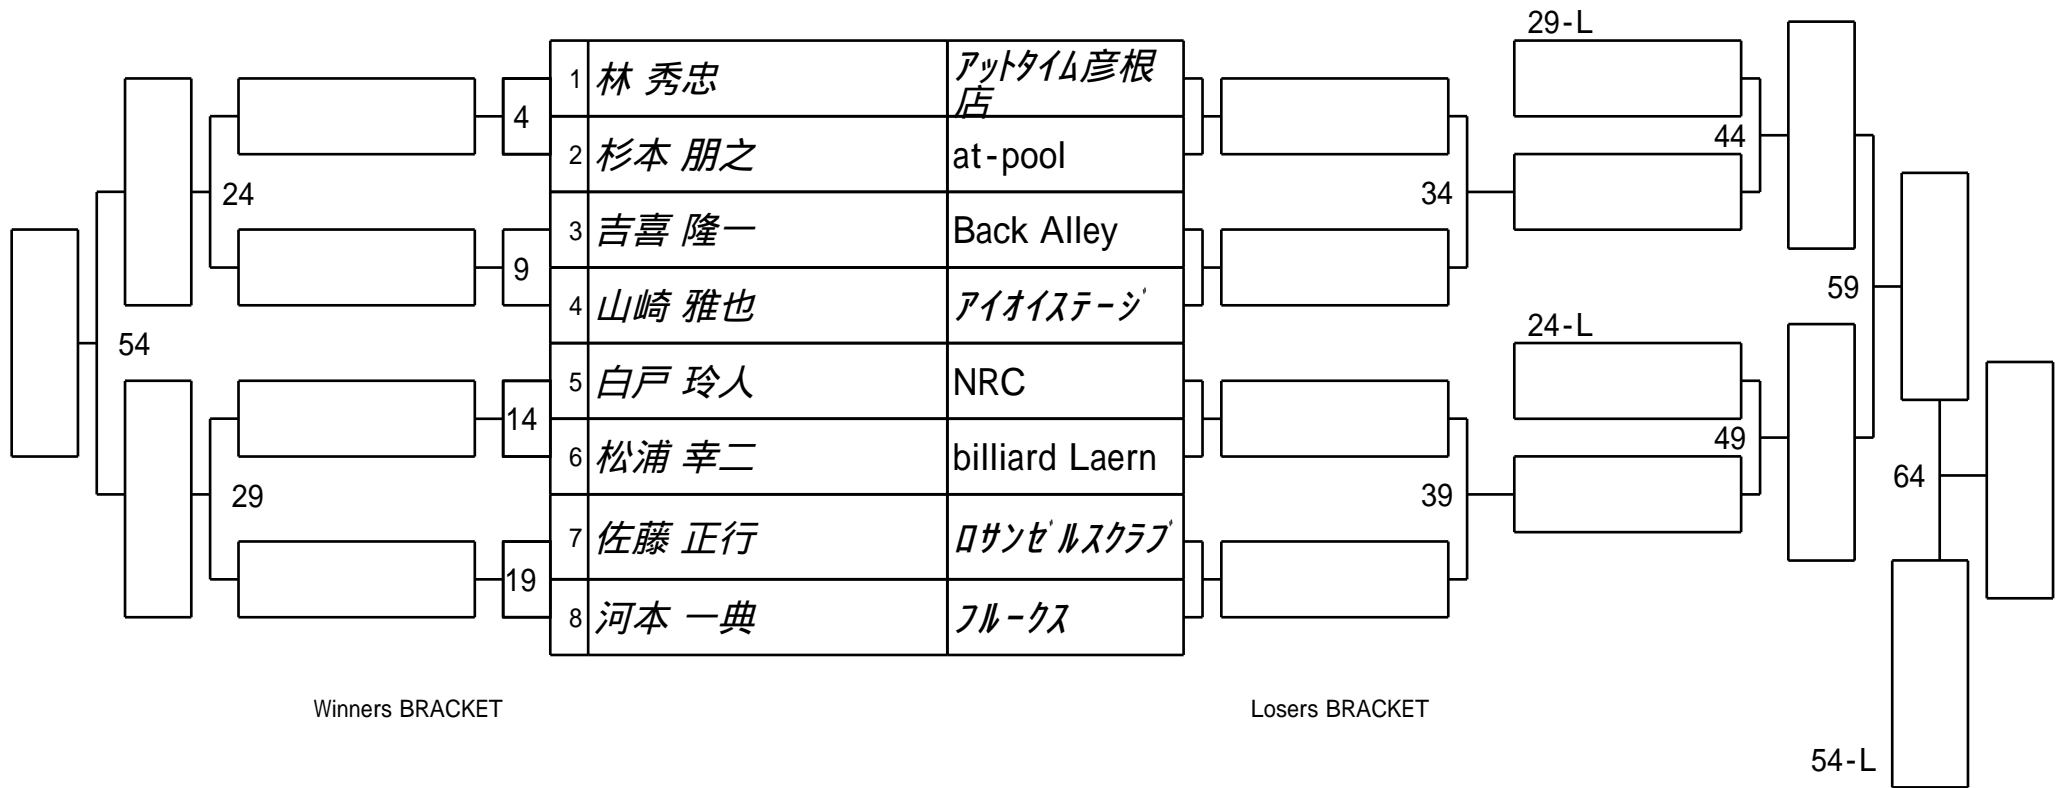 29-L
1 林 秀忠 ｱｯﾄﾀｲﾑ彦根
店
4
44
2 杉本 朋之 at-pool
24
34
3 吉喜 隆一 Back Alley
9
4 山崎 雅也 ｱｲｵｲｽﾃｰｼﾞ
59
24-L
54
5 白戸 玲人 NRC
14
49
6 松浦 幸二 billiard Laern
64
29
39
7 佐藤 正行 ﾛｻﾝｾﾞﾙｽｸﾗﾌﾞ
19
8 河本 一典 ﾌﾙｰｸｽ
Winners BRACKET
Losers BRACKET
54-L